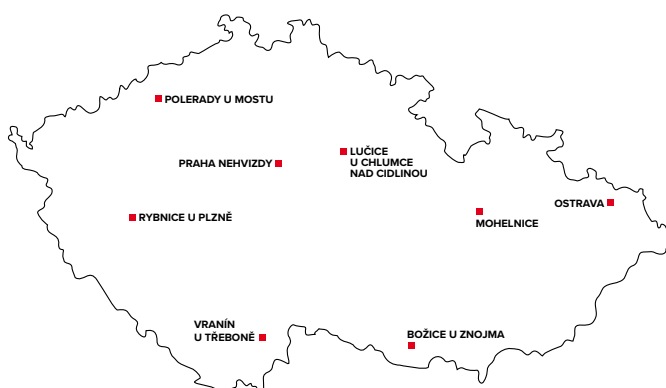 POLERADY U MOSTU
LUČICE
U CHLUMCE
NAD CIDLINOU
PRAHA NEHVIZDY
OSTRAVA
RYBNICE U PLZNĚ
MOHELNICE
VRANÍN
U TŘEBONĚ
BOŽICE U ZNOJMA